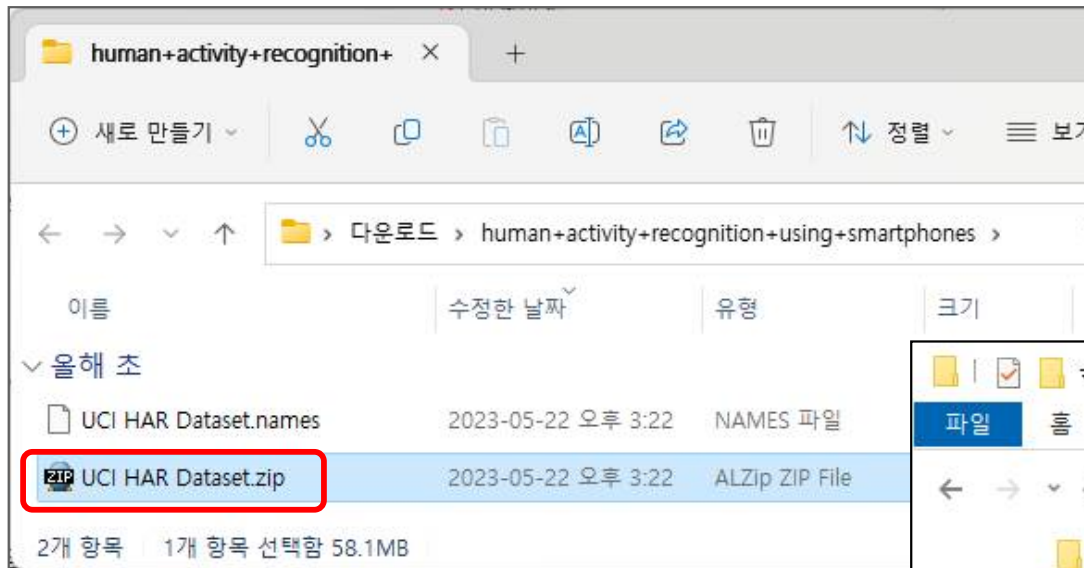 human+activity+recognition+
새로 만들기
정렬
보기
다운로드 > human+activity+recognition+using+smartphones >
이름 수정한 날짜 유형 크기
올해 초
UCI HAR Dataset.names 2023-05-22 오후 3:22 NAMES 파일
ZIP UCI HAR Dataset.zip 2023-05-22 오후 3:22 ALZip ZIP File
2개 항목 1개 항목 선택함 58.1MB
파일 홈